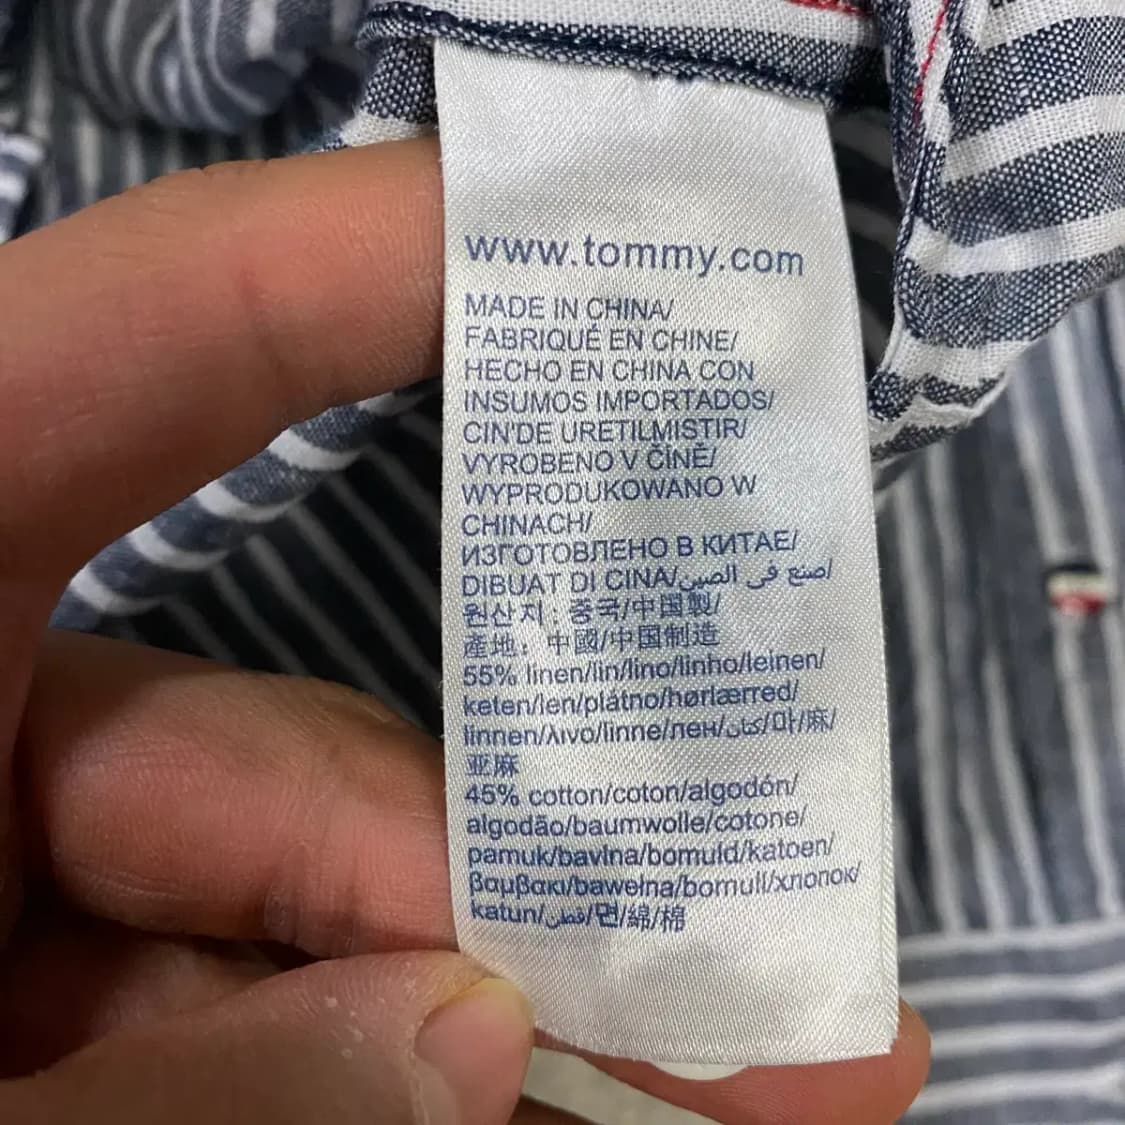 www.tommy.com
MADE IN CHINA/
FABRIQUÉ EN CHINE/
HECHO EN CHINA CON
INSUMOS IMPORTADOS/
CIN'DE URETILMISTIR/
VYROBENO V ČÍNĚ/
WYPRODUKOWANO W
CHINACH/
ИЗГОТОВЛЕНО В КИТАЕ/
DIBUAT DI CINA/صنع في الصين/
원산지: 중국/中国製/
產地: 中國/中国制造
55% linen/lin/lino/linho/leinen/
keten/len/plátno/hørlærred/
linnen/λινο/linne/лен/كتان/마/麻/
亚麻
45% cotton/coton/algodón/
algodão/baumwolle/cotone/
pamuk/bavlna/bomuld/katoen/
βαμβακι/bawełna/bomull/хлопок/
katun/قطن/면/綿/棉